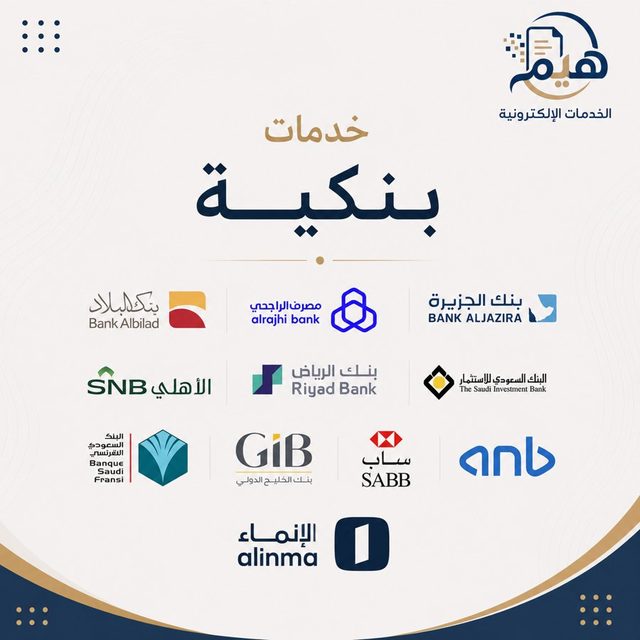 هيم
الخدمات الإلكترونية
خدمات
بنكيـــة
بنك الجزيرة
BANK ALJAZIRA
مصرف الراجحي
alrajhi bank
بنك البلاد
Bank Albilad
البنك السعودي للاستثمار
The Saudi Investment Bank
بنك الرياض
Riyad Bank
SNB الأهلي
anb
ساب
SABB
GIB
بنك الخليج الدولي
البنك
السعودي
الفرنسي
Banque
Saudi
Fransi
الإنماء
alinma